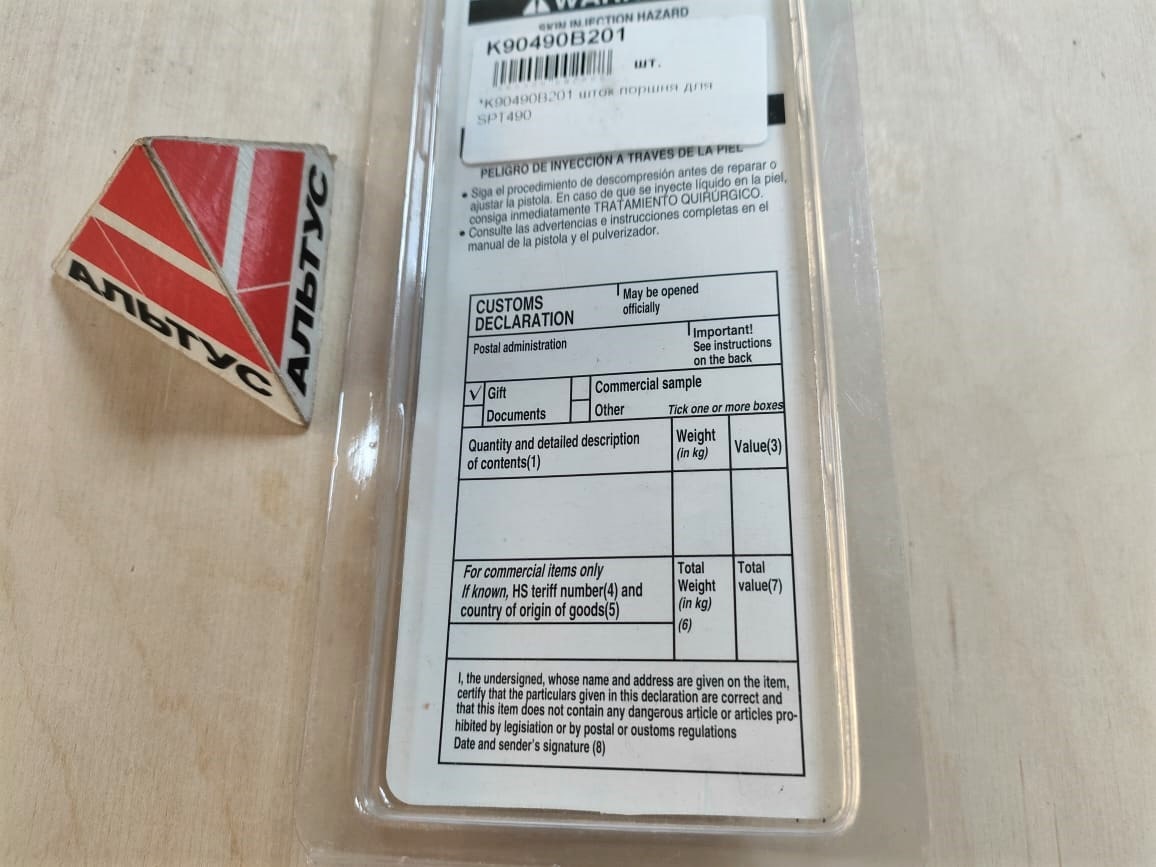 WARN
SKIN INJECTION HAZARD
K90490B201
шт.
*K90490B201 шток поршня для
SPT490
PELIGRO DE INYECCIÓN A TRAVES DE LA PIEL
• Siga el procedimiento de descompresión antes de reparar o
ajustar la pistola. En caso de que se inyecte líquido en la piel,
consiga inmediatamente TRATAMIENTO QUIRÚRGICO.
• Consulte las advertencias e instrucciones completas en el
manual de la pistola y el pulverizador.
АЛЬТУС
АЛЬТУС
CUSTOMS
DECLARATION
May be opened
officially
Postal administration
Important!
See instructions
on the back
Gift
Commercial sample
Documents
Other
Tick one or more boxes
Quantity and detailed description
of contents(1)
Weight
(in kg)
Value(3)
For commercial items only
If known, HS teriff number(4) and
country of origin of goods(5)
Total
Weight
(in kg)
(6)
Total
value(7)
I, the undersigned, whose name and address are given on the item,
certify that the particulars given in this declaration are correct and
that this item does not contain any dangerous article or articles pro-
hibited by legisiation or by postal or oustoms regulations
Date and sender's signature (8)